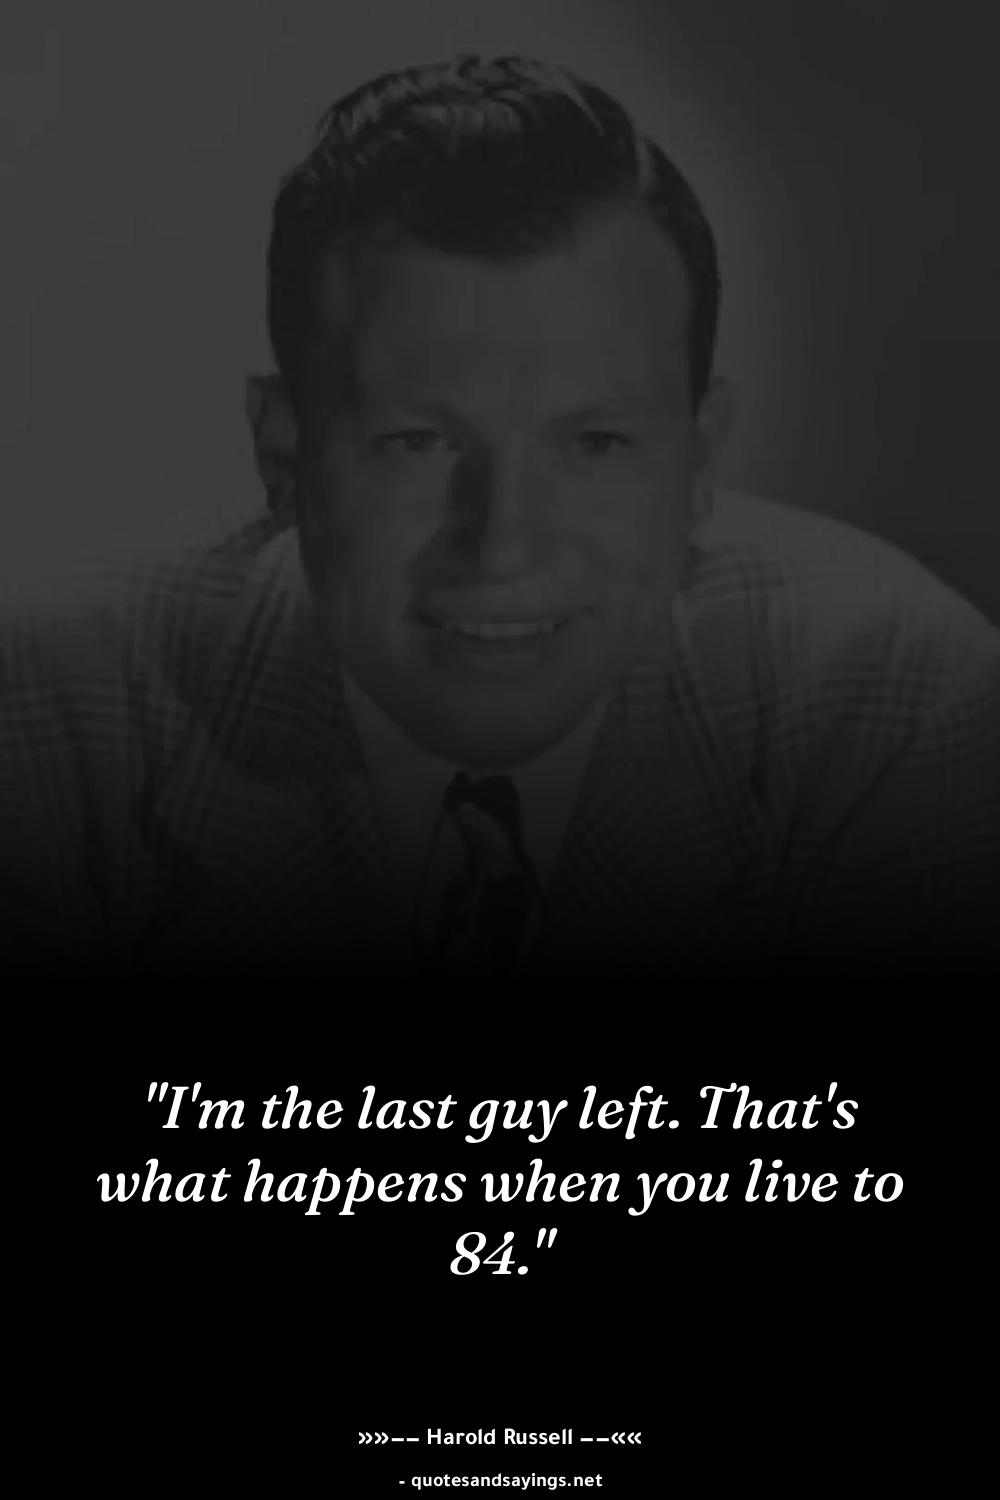 "I'm the last guy left. That's
what happens when you live to
84."
»»-- Harold Russell --««
- quotesandsayings.net